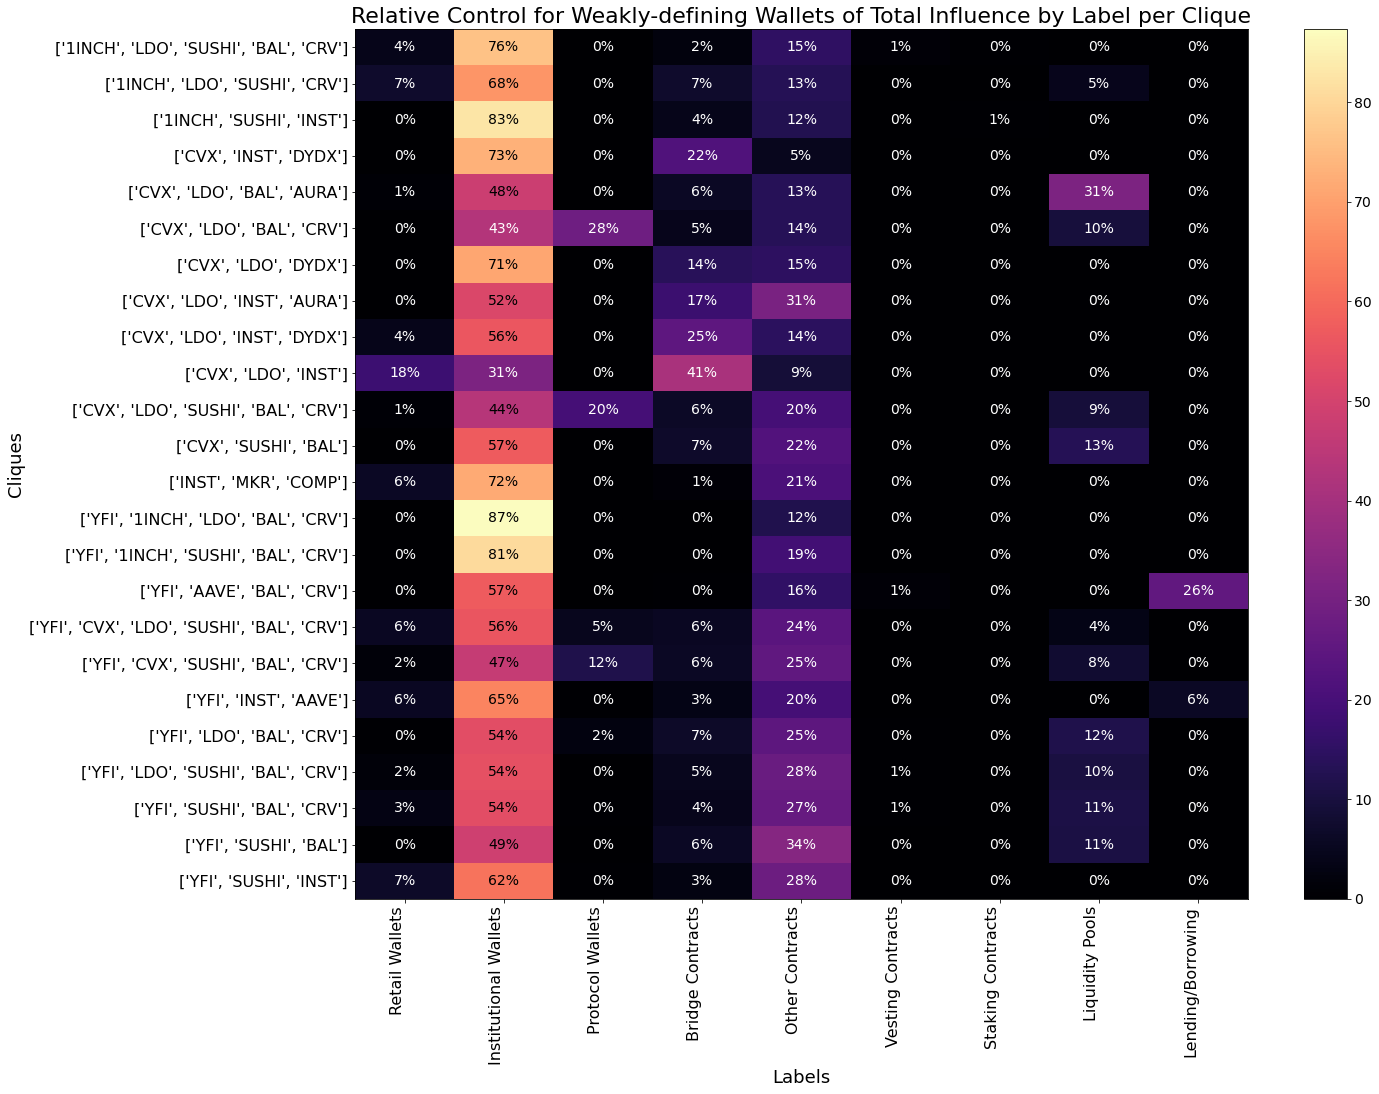 Relative Control for Weakly-defining Wallets of Total Influence by Label per Clique
['1INCH', 'LDO', 'SUSHI', 'BAL', 'CRV'] 4% 76% 0% 2% 15% 1% 0% 0% 0%
['1INCH', 'LDO', 'SUSHI', 'CRV'] 7% 68% 0% 7% 13% 0% 0% 5% 0%
['1INCH', 'SUSHI', 'INST'] 0% 83% 0% 4% 12% 0% 1% 0% 0%
['CVX', 'INST', 'DYDX'] 0% 73% 0% 22% 5% 0% 0% 0% 0%
['CVX', 'LDO', 'BAL', 'AURA'] 1% 48% 0% 6% 13% 0% 0% 31% 0%
['CVX', 'LDO', 'BAL', 'CRV'] 0% 43% 28% 5% 14% 0% 0% 10% 0%
['CVX', 'LDO', 'DYDX'] 0% 71% 0% 14% 15% 0% 0% 0% 0%
['CVX', 'LDO', 'INST', 'AURA'] 0% 52% 0% 17% 31% 0% 0% 0% 0%
['CVX', 'LDO', 'INST', 'DYDX'] 4% 56% 0% 25% 14% 0% 0% 0% 0%
['CVX', 'LDO', 'INST'] 18% 31% 0% 41% 9% 0% 0% 0% 0%
['CVX', 'LDO', 'SUSHI', 'BAL', 'CRV'] 1% 44% 20% 6% 20% 0% 0% 9% 0%
['CVX', 'SUSHI', 'BAL'] 0% 57% 0% 7% 22% 0% 0% 13% 0%
['INST', 'MKR', 'COMP'] 6% 72% 0% 1% 21% 0% 0% 0% 0%
['YFI', '1INCH', 'LDO', 'BAL', 'CRV'] 0% 87% 0% 0% 12% 0% 0% 0% 0%
['YFI', '1INCH', 'SUSHI', 'BAL', 'CRV'] 0% 81% 0% 0% 19% 0% 0% 0% 0%
['YFI', 'AAVE', 'BAL', 'CRV'] 0% 57% 0% 0% 16% 1% 0% 0% 26%
['YFI', 'CVX', 'LDO', 'SUSHI', 'BAL', 'CRV'] 6% 56% 5% 6% 24% 0% 0% 4% 0%
['YFI', 'CVX', 'SUSHI', 'BAL', 'CRV'] 2% 47% 12% 6% 25% 0% 0% 8% 0%
['YFI', 'INST', 'AAVE'] 6% 65% 0% 3% 20% 0% 0% 0% 6%
['YFI', 'LDO', 'BAL', 'CRV'] 0% 54% 2% 7% 25% 0% 0% 12% 0%
['YFI', 'LDO', 'SUSHI', 'BAL', 'CRV'] 2% 54% 0% 5% 28% 1% 0% 10% 0%
['YFI', 'SUSHI', 'BAL', 'CRV'] 3% 54% 0% 4% 27% 1% 0% 11% 0%
['YFI', 'SUSHI', 'BAL'] 0% 49% 0% 6% 34% 0% 0% 11% 0%
['YFI', 'SUSHI', 'INST'] 7% 62% 0% 3% 28% 0% 0% 0% 0%
Cliques
Retail Wallets
Institutional Wallets
Protocol Wallets
Bridge Contracts
Other Contracts
Vesting Contracts
Staking Contracts
Liquidity Pools
Lending/Borrowing
Labels
80
70
60
50
40
30
20
10
0